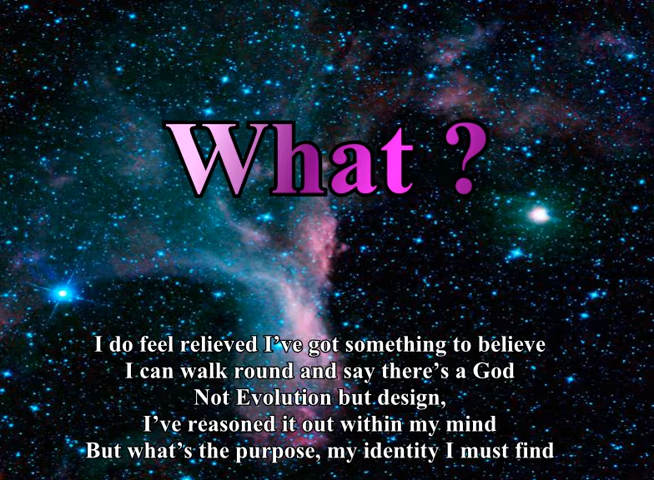 What ?
I do feel relieved I've got something to believe
I can walk round and say there's a God
Not Evolution but design,
I've reasoned it out within my mind
But what's the purpose, my identity I must find